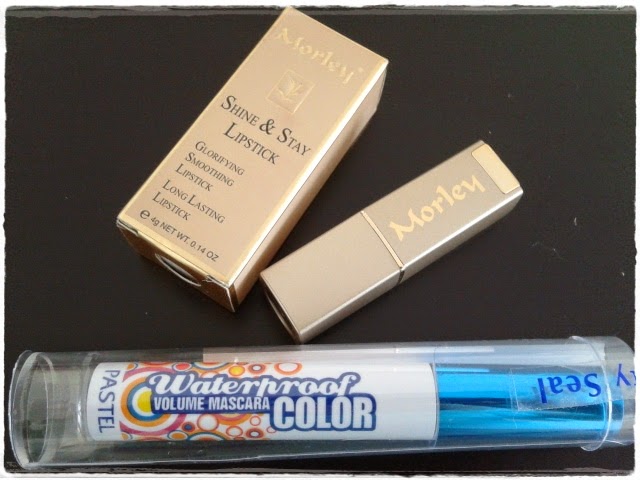 Morley®
SHINE & STAY
LIPSTICK
GLORIFYING
SMOOTHING
LIPSTICK
LONG LASTING
LIPSTICK
℮ 4g NET WT. 0.14 OZ
Morley
PASTEL
Waterproof
VOLUME MASCARA
COLOR
Seal